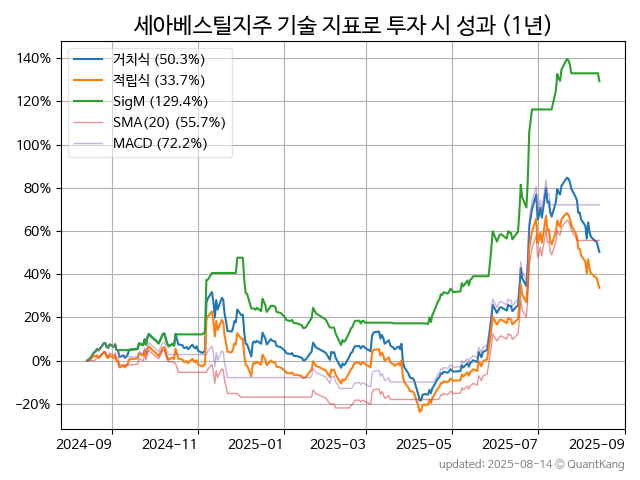 세아베스틸지주 기술 지표로 투자 시 성과 (1년)
140%
120%
100%
80%
60%
40%
20%
0%
−20%
거치식 (50.3%)
적립식 (33.7%)
SigM (129.4%)
SMA(20) (55.7%)
MACD (72.2%)
2024-09
2024-11
2025-01
2025-03
2025-05
2025-07
2025-09
updated: 2025-08-14 © QuantKang